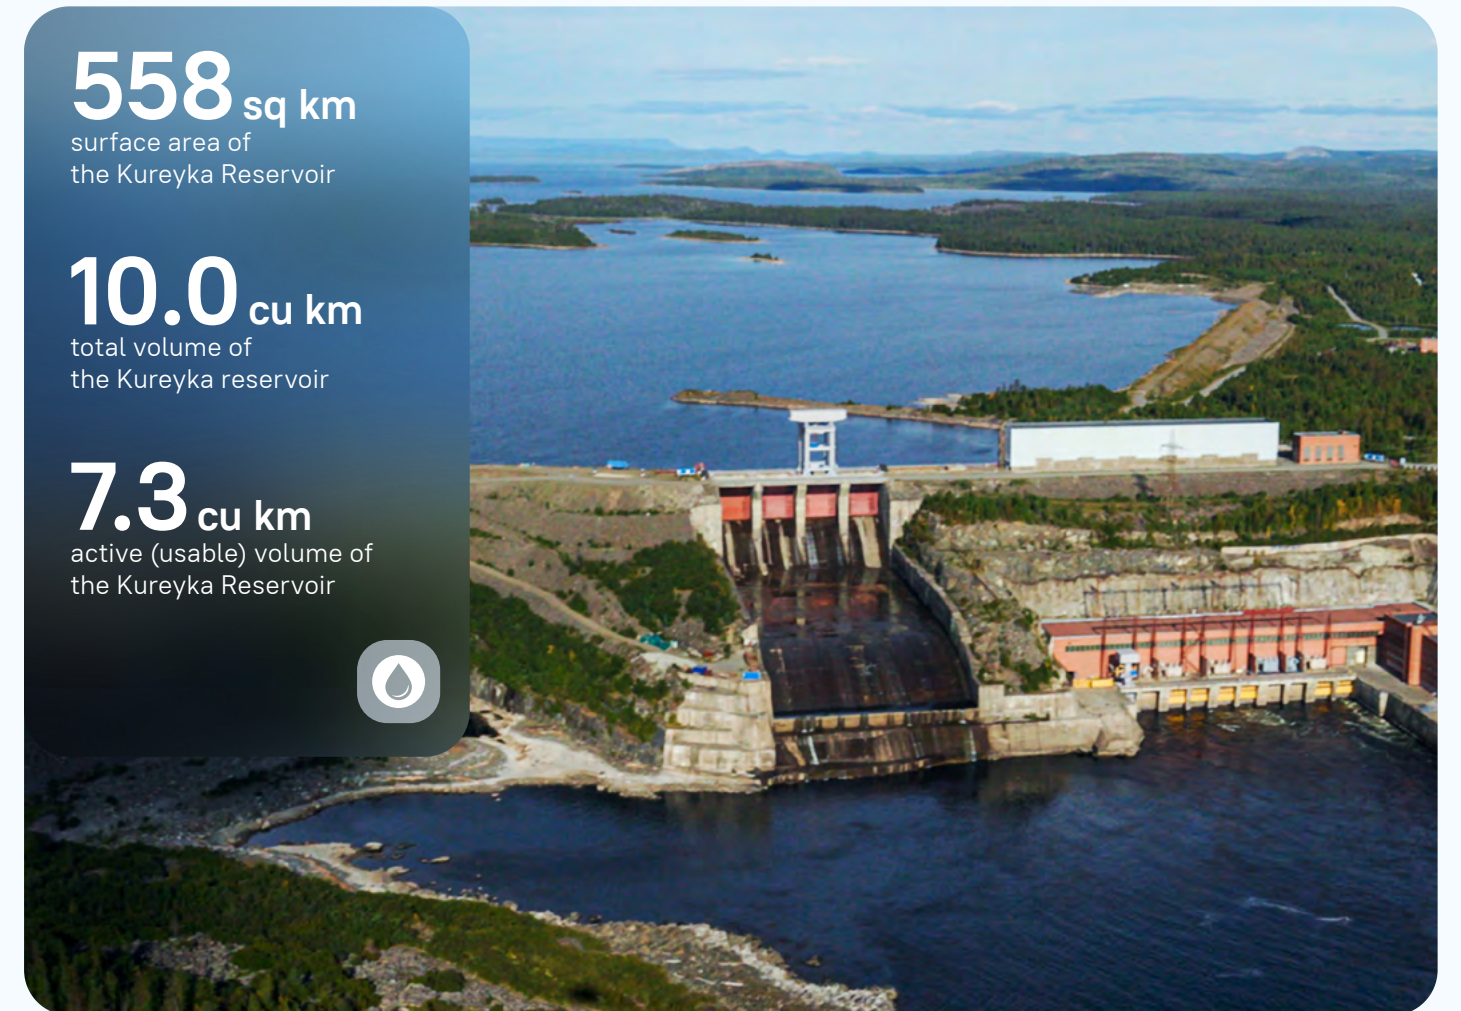 558 sq km
surface area of
the Kureyka Reservoir
10.0 cu km
total volume of
the Kureyka reservoir
7.3 cu km
active (usable) volume of
the Kureyka Reservoir